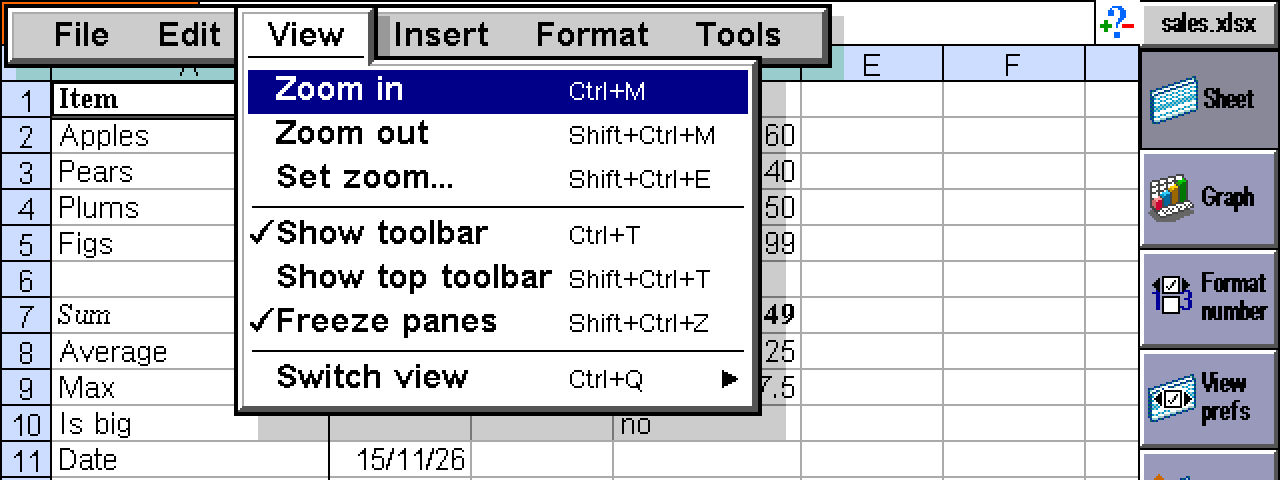 File Edit View Insert Format Tools
sales.xlsx
E F
Zoom in Ctrl+M
Zoom out Shift+Ctrl+M
Set zoom... Shift+Ctrl+E
✓Show toolbar Ctrl+T
Show top toolbar Shift+Ctrl+T
✓Freeze panes Shift+Ctrl+Z
Switch view Ctrl+Q
1 Item
2 Apples 60
3 Pears 40
4 Plums 50
5 Figs 99
6
7 Sum 49
8 Average 25
9 Max 7.5
10 Is big no
11 Date 15/11/26
Sheet
Graph
Format
number
View
prefs